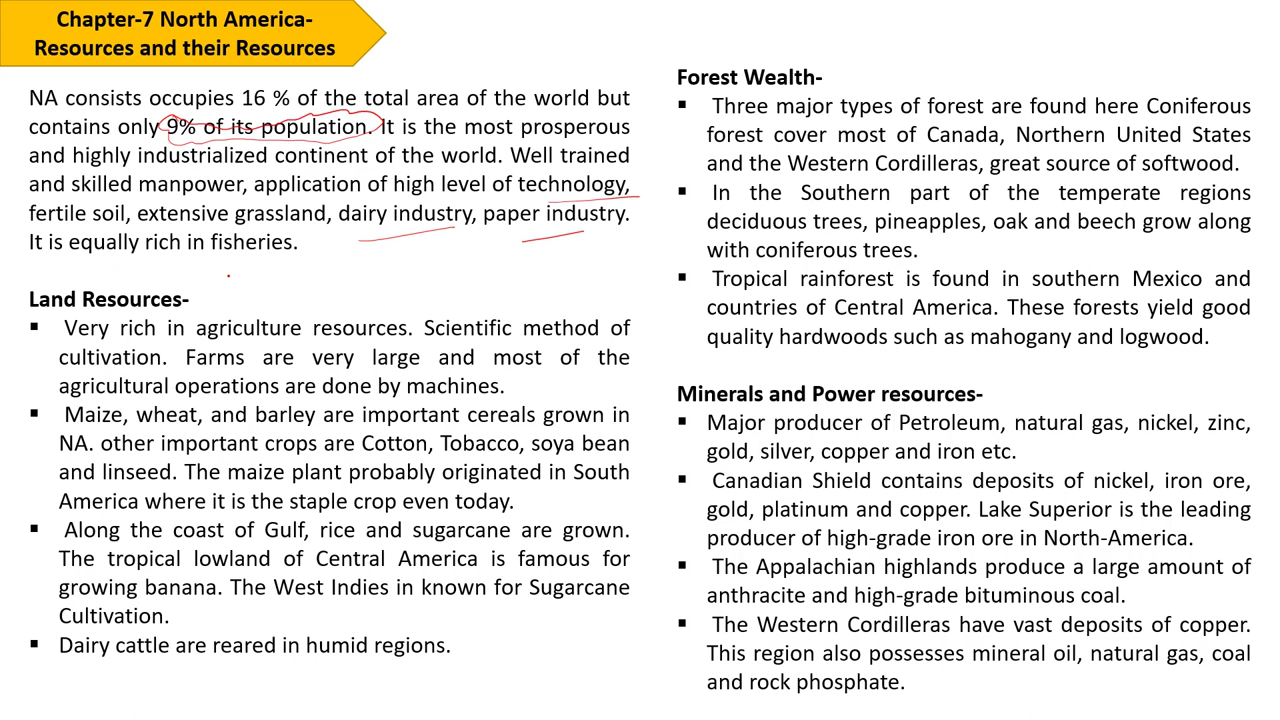 Chapter-7 North America-
Resources and their Resources
NA consists occupies 16 % of the total area of the world but
contains only 9% of its population. It is the most prosperous
and highly industrialized continent of the world. Well trained
and skilled manpower, application of high level of technology,
fertile soil, extensive grassland, dairy industry, paper industry.
It is equally rich in fisheries.
Land Resources-
▪ Very rich in agriculture resources. Scientific method of
cultivation. Farms are very large and most of the
agricultural operations are done by machines.
▪ Maize, wheat, and barley are important cereals grown in
NA. other important crops are Cotton, Tobacco, soya bean
and linseed. The maize plant probably originated in South
America where it is the staple crop even today.
▪ Along the coast of Gulf, rice and sugarcane are grown.
The tropical lowland of Central America is famous for
growing banana. The West Indies in known for Sugarcane
Cultivation.
▪ Dairy cattle are reared in humid regions.
Forest Wealth-
▪ Three major types of forest are found here Coniferous
forest cover most of Canada, Northern United States
and the Western Cordilleras, great source of softwood.
▪ In the Southern part of the temperate regions
deciduous trees, pineapples, oak and beech grow along
with coniferous trees.
▪ Tropical rainforest is found in southern Mexico and
countries of Central America. These forests yield good
quality hardwoods such as mahogany and logwood.
Minerals and Power resources-
▪ Major producer of Petroleum, natural gas, nickel, zinc,
gold, silver, copper and iron etc.
▪ Canadian Shield contains deposits of nickel, iron ore,
gold, platinum and copper. Lake Superior is the leading
producer of high-grade iron ore in North-America.
▪ The Appalachian highlands produce a large amount of
anthracite and high-grade bituminous coal.
▪ The Western Cordilleras have vast deposits of copper.
This region also possesses mineral oil, natural gas, coal
and rock phosphate.